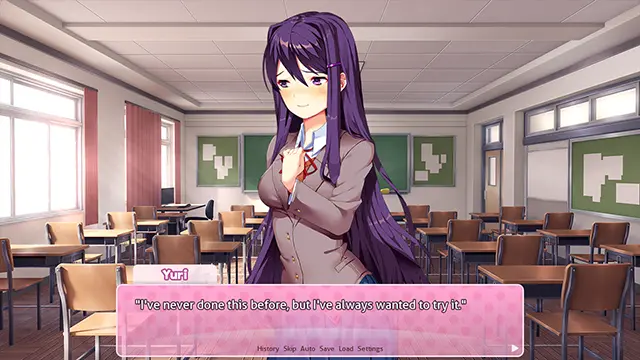 Yuri
"I've never done this before, but I've always wanted to try it."
History Skip Auto Save Load Settings